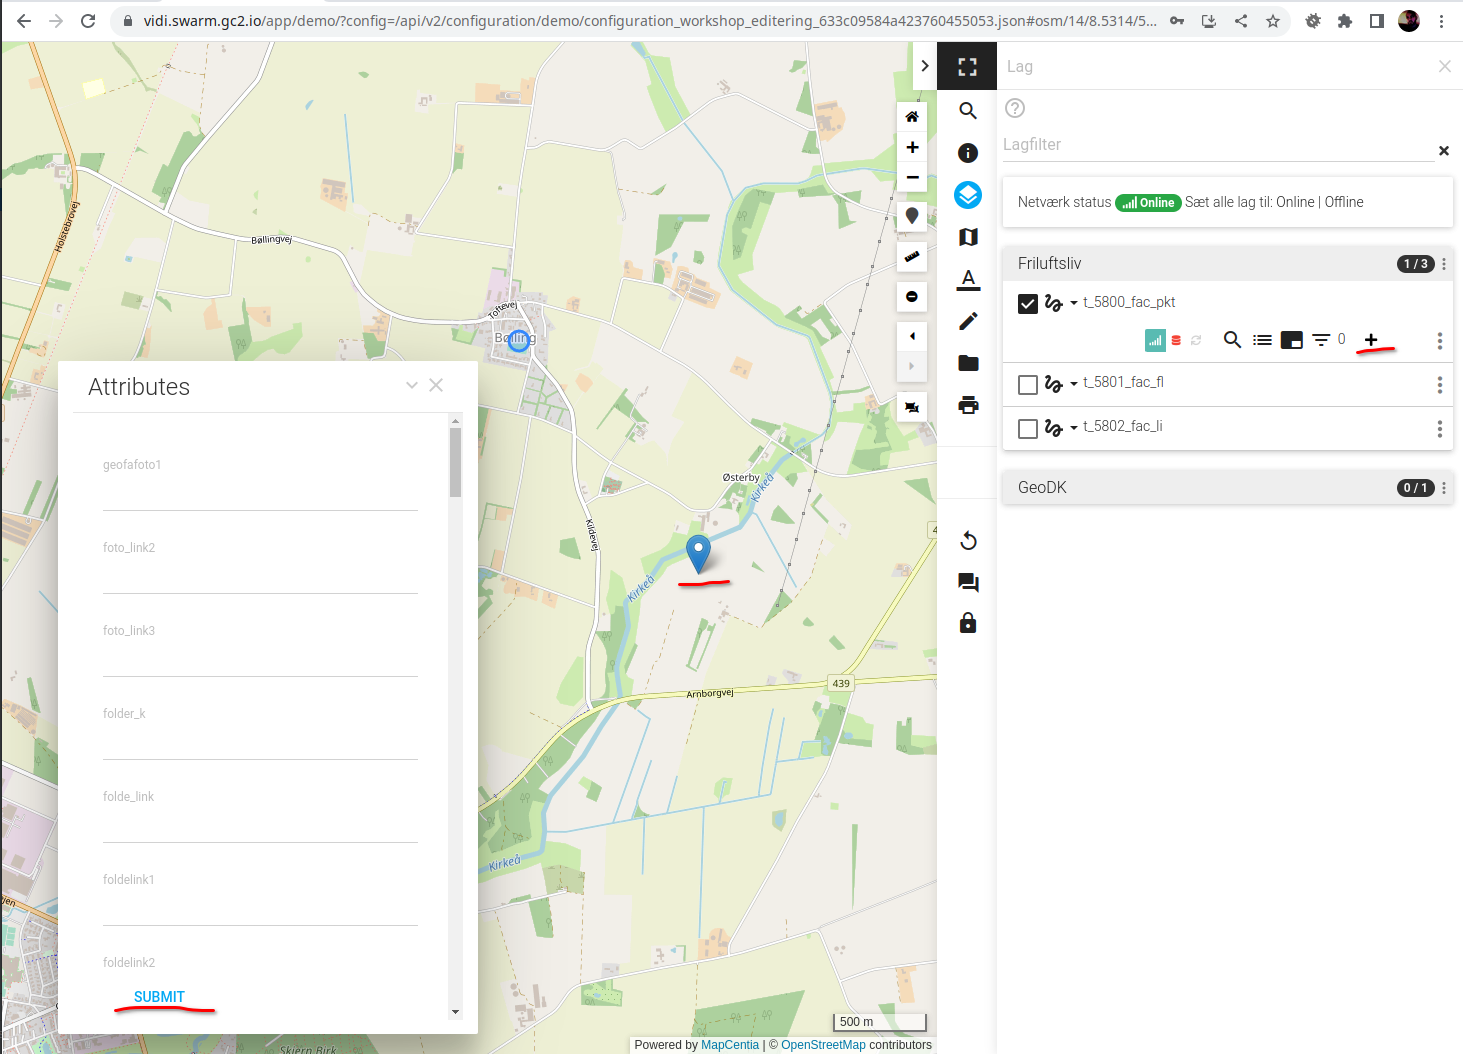 vidi.swarm.gc2.io/app/demo/?config=/api/v2/configuration/demo/configuration_workshop_editering_633c09584a423760455053.json#osm/14/8.5314/5...
Lag
Lagfilter
Netværk status Online Sæt alle lag til: Online | Offline
Friluftsliv 1 / 3
t_5800_fac_pkt
0
t_5801_fac_fl
t_5802_fac_li
GeoDK 0 / 1
Holstebrovej
Bøllingvej
Toftevej
Bølling
Østerby
Kirkeå
Kildevej
Kirkeå
439
Arnborgvej
Kirkeå
Skjern Birk
Attributes
geofafoto1
foto_link2
foto_link3
folder_k
folde_link
foldelink1
foldelink2
SUBMIT
500 m
Powered by MapCentia | © OpenStreetMap contributors